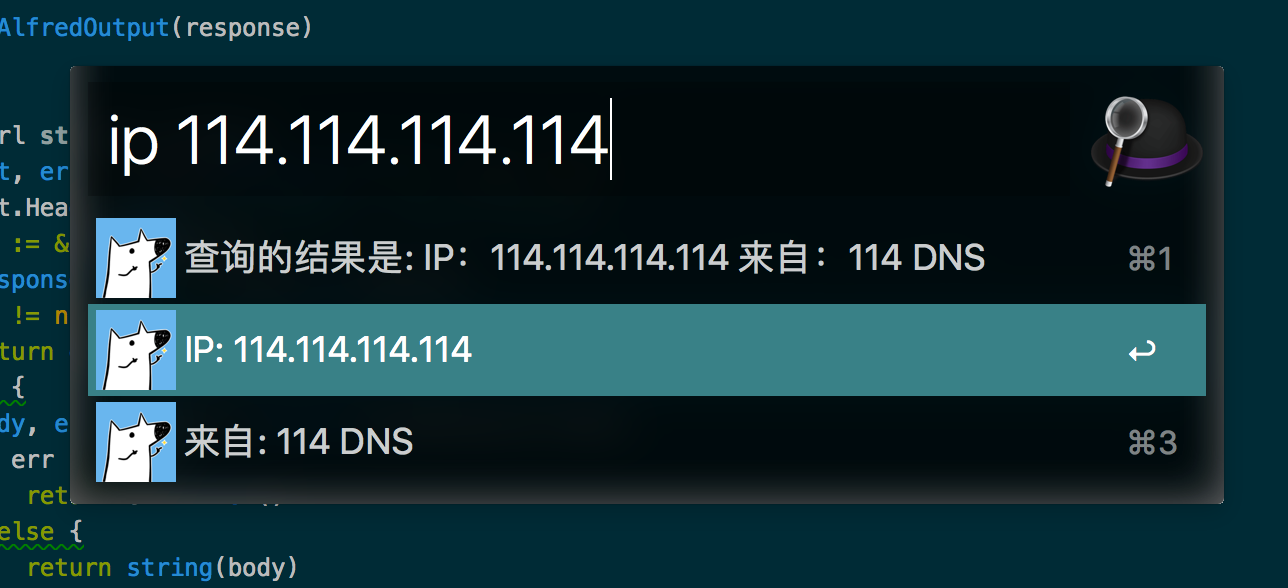 AlfredOutput(response)
ip 114.114.114.114
查询的结果是: IP：114.114.114.114 来自：114 DNS ⌘1
IP: 114.114.114.114 ↩
来自: 114 DNS ⌘3
rl st
t, er
t.Hea
:= &
spons
!= n
turn
{
dy, e
err
ret
else {
return string(body)